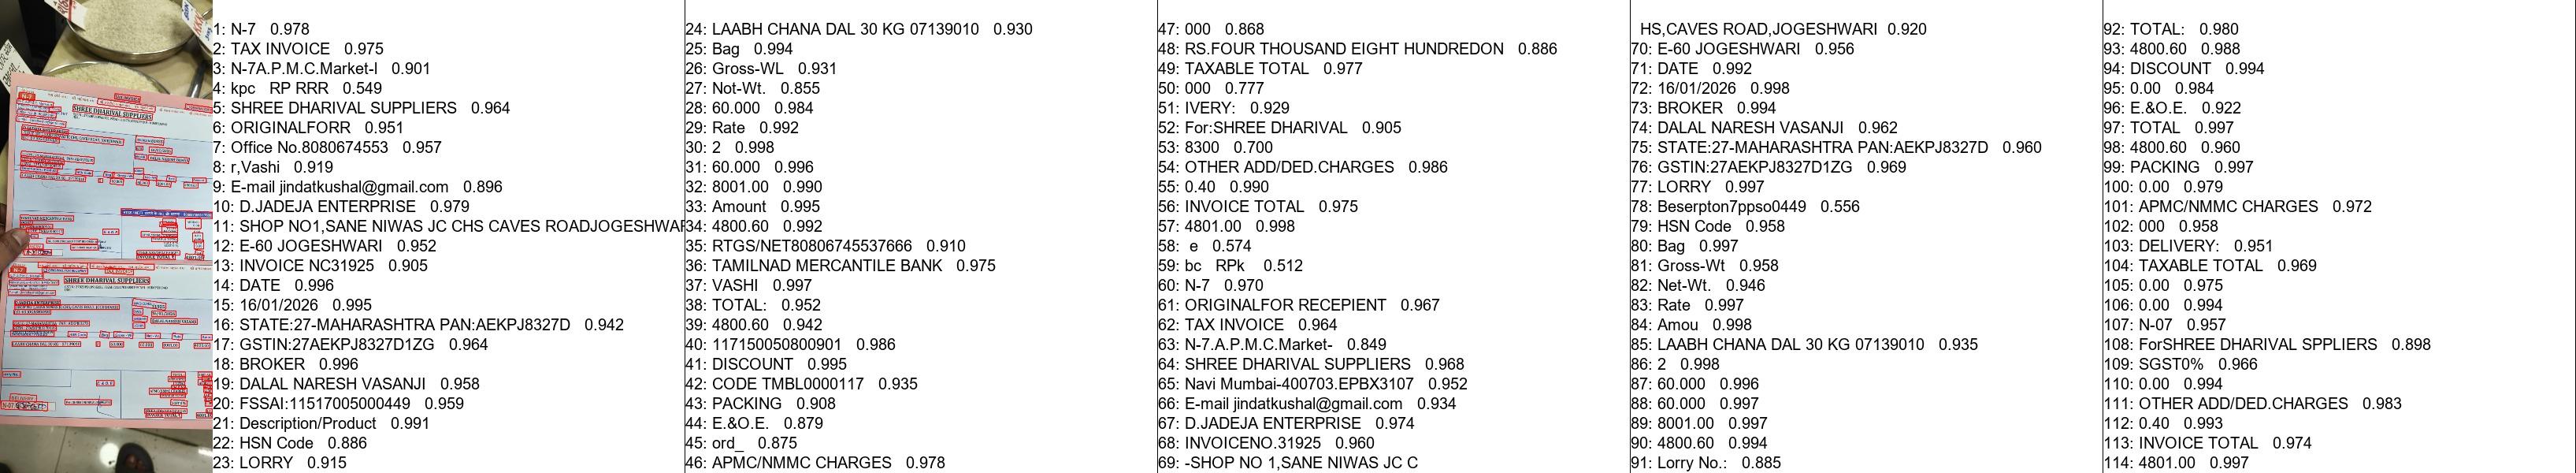 1: N-7 0.978
2: TAX INVOICE 0.975
3: N-7A.P.M.C.Market-I 0.901
4: kpc RP RRR 0.549
5: SHREE DHARIVAL SUPPLIERS 0.964
6: ORIGINALFORR 0.951
7: Office No.8080674553 0.957
8: r,Vashi 0.919
9: E-mail jindatkushal@gmail.com 0.896
10: D.JADEJA ENTERPRISE 0.979
11: SHOP NO1,SANE NIWAS JC CHS CAVES ROADJOGESHWAR
12: E-60 JOGESHWARI 0.952
13: INVOICE NC31925 0.905
14: DATE 0.996
15: 16/01/2026 0.995
16: STATE:27-MAHARASHTRA PAN:AEKPJ8327D 0.942
17: GSTIN:27AEKPJ8327D1ZG 0.964
18: BROKER 0.996
19: DALAL NARESH VASANJI 0.958
20: FSSAI:11517005000449 0.959
21: Description/Product 0.991
22: HSN Code 0.886
23: LORRY 0.915
24: LAABH CHANA DAL 30 KG 07139010 0.930
25: Bag 0.994
26: Gross-WL 0.931
27: Not-Wt. 0.855
28: 60.000 0.984
29: Rate 0.992
30: 2 0.998
31: 60.000 0.996
32: 8001.00 0.990
33: Amount 0.995
34: 4800.60 0.992
35: RTGS/NET80806745537666 0.910
36: TAMILNAD MERCANTILE BANK 0.975
37: VASHI 0.997
38: TOTAL: 0.952
39: 4800.60 0.942
40: 117150050800901 0.986
41: DISCOUNT 0.995
42: CODE TMBL0000117 0.935
43: PACKING 0.908
44: E.&O.E. 0.879
45: ord_ 0.875
46: APMC/NMMC CHARGES 0.978
47: 000 0.868
48: RS.FOUR THOUSAND EIGHT HUNDREDON 0.886
49: TAXABLE TOTAL 0.977
50: 000 0.777
51: IVERY: 0.929
52: For:SHREE DHARIVAL 0.905
53: 8300 0.700
54: OTHER ADD/DED.CHARGES 0.986
55: 0.40 0.990
56: INVOICE TOTAL 0.975
57: 4801.00 0.998
58: e 0.574
59: bc RPk 0.512
60: N-7 0.970
61: ORIGINALFOR RECEPIENT 0.967
62: TAX INVOICE 0.964
63: N-7.A.P.M.C.Market- 0.849
64: SHREE DHARIVAL SUPPLIERS 0.968
65: Navi Mumbai-400703.EPBX3107 0.952
66: E-mail jindatkushal@gmail.com 0.934
67: D.JADEJA ENTERPRISE 0.974
68: INVOICENO.31925 0.960
69: -SHOP NO 1,SANE NIWAS JC C
HS,CAVES ROAD,JOGESHWARI 0.920
70: E-60 JOGESHWARI 0.956
71: DATE 0.992
72: 16/01/2026 0.998
73: BROKER 0.994
74: DALAL NARESH VASANJI 0.962
75: STATE:27-MAHARASHTRA PAN:AEKPJ8327D 0.960
76: GSTIN:27AEKPJ8327D1ZG 0.969
77: LORRY 0.997
78: Beserpton7ppso0449 0.556
79: HSN Code 0.958
80: Bag 0.997
81: Gross-Wt 0.958
82: Net-Wt. 0.946
83: Rate 0.997
84: Amou 0.998
85: LAABH CHANA DAL 30 KG 07139010 0.935
86: 2 0.998
87: 60.000 0.996
88: 60.000 0.997
89: 8001.00 0.997
90: 4800.60 0.994
91: Lorry No.: 0.885
92: TOTAL: 0.980
93: 4800.60 0.988
94: DISCOUNT 0.994
95: 0.00 0.984
96: E.&O.E. 0.922
97: TOTAL 0.997
98: 4800.60 0.960
99: PACKING 0.997
100: 0.00 0.979
101: APMC/NMMC CHARGES 0.972
102: 000 0.958
103: DELIVERY: 0.951
104: TAXABLE TOTAL 0.969
105: 0.00 0.975
106: 0.00 0.994
107: N-07 0.957
108: ForSHREE DHARIVAL SPPLIERS 0.898
109: SGST0% 0.966
110: 0.00 0.994
111: OTHER ADD/DED.CHARGES 0.983
112: 0.40 0.993
113: INVOICE TOTAL 0.974
114: 4801.00 0.997